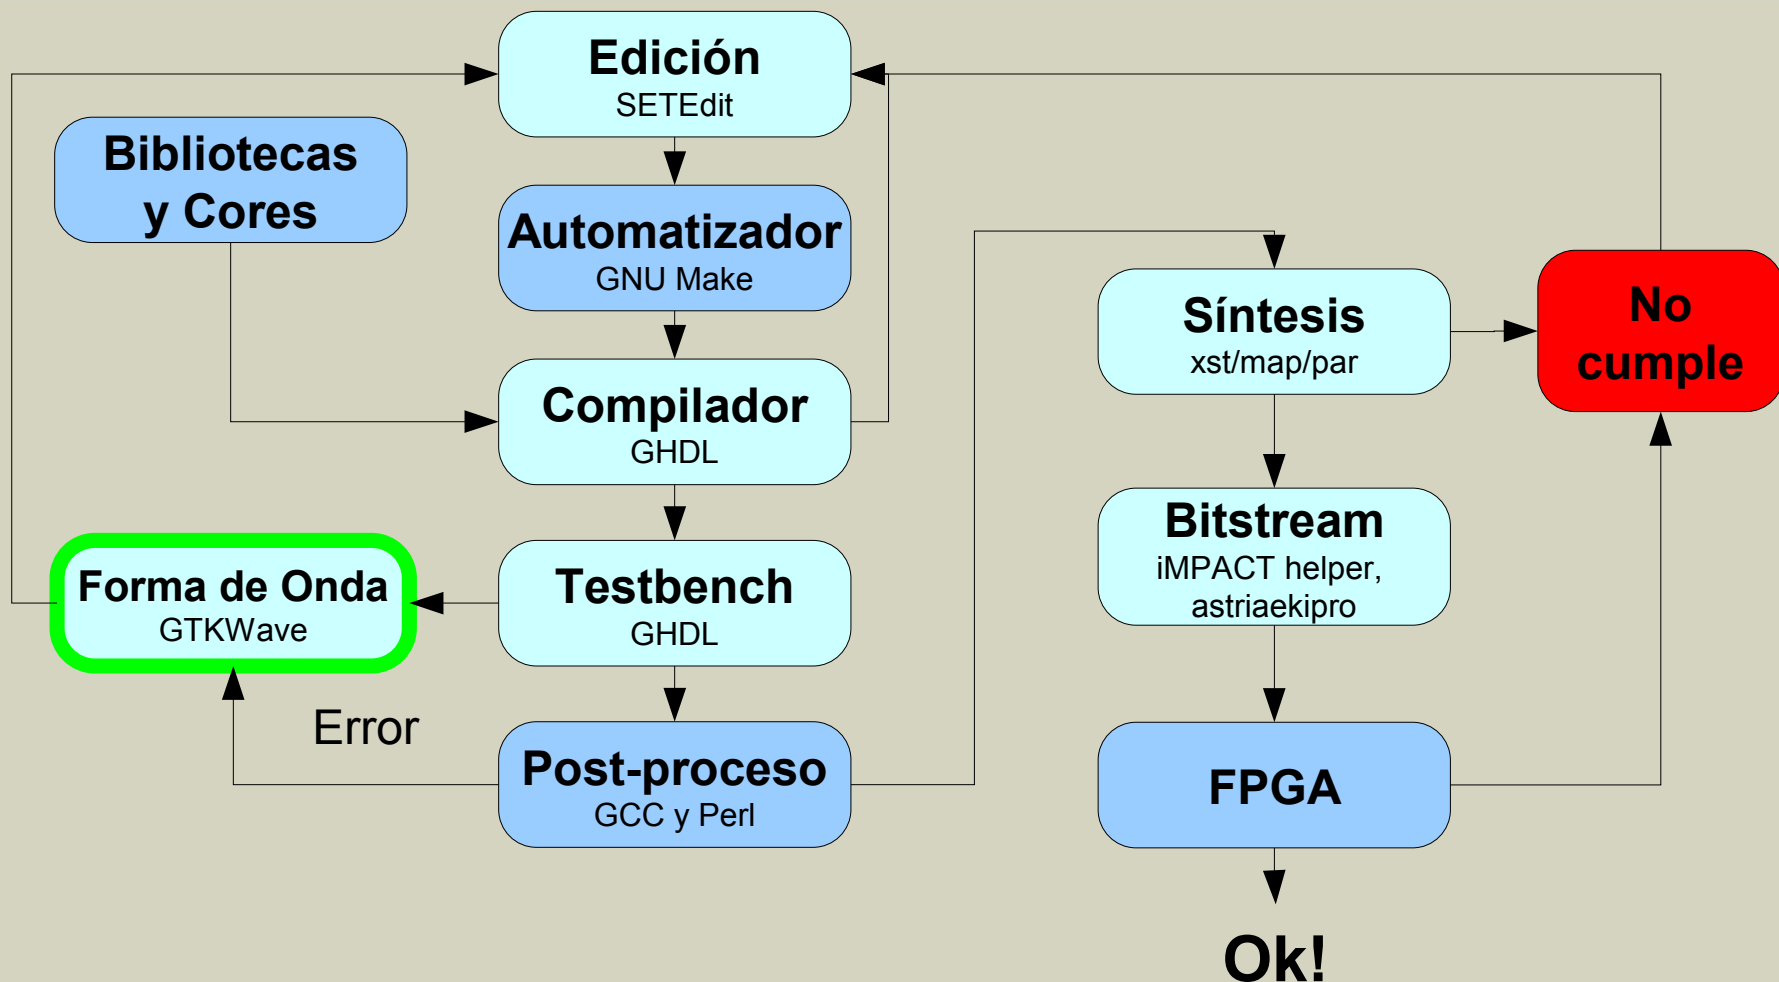 Edición
SETEdit
Bibliotecas
y Cores
Automatizador
GNU Make
Compilador
GHDL
Forma de Onda
GTKWave
Testbench
GHDL
Error
Post-proceso
GCC y Perl
Síntesis
xst/map/par
No
cumple
Bitstream
iMPACT helper,
astriaekipro
FPGA
Ok!